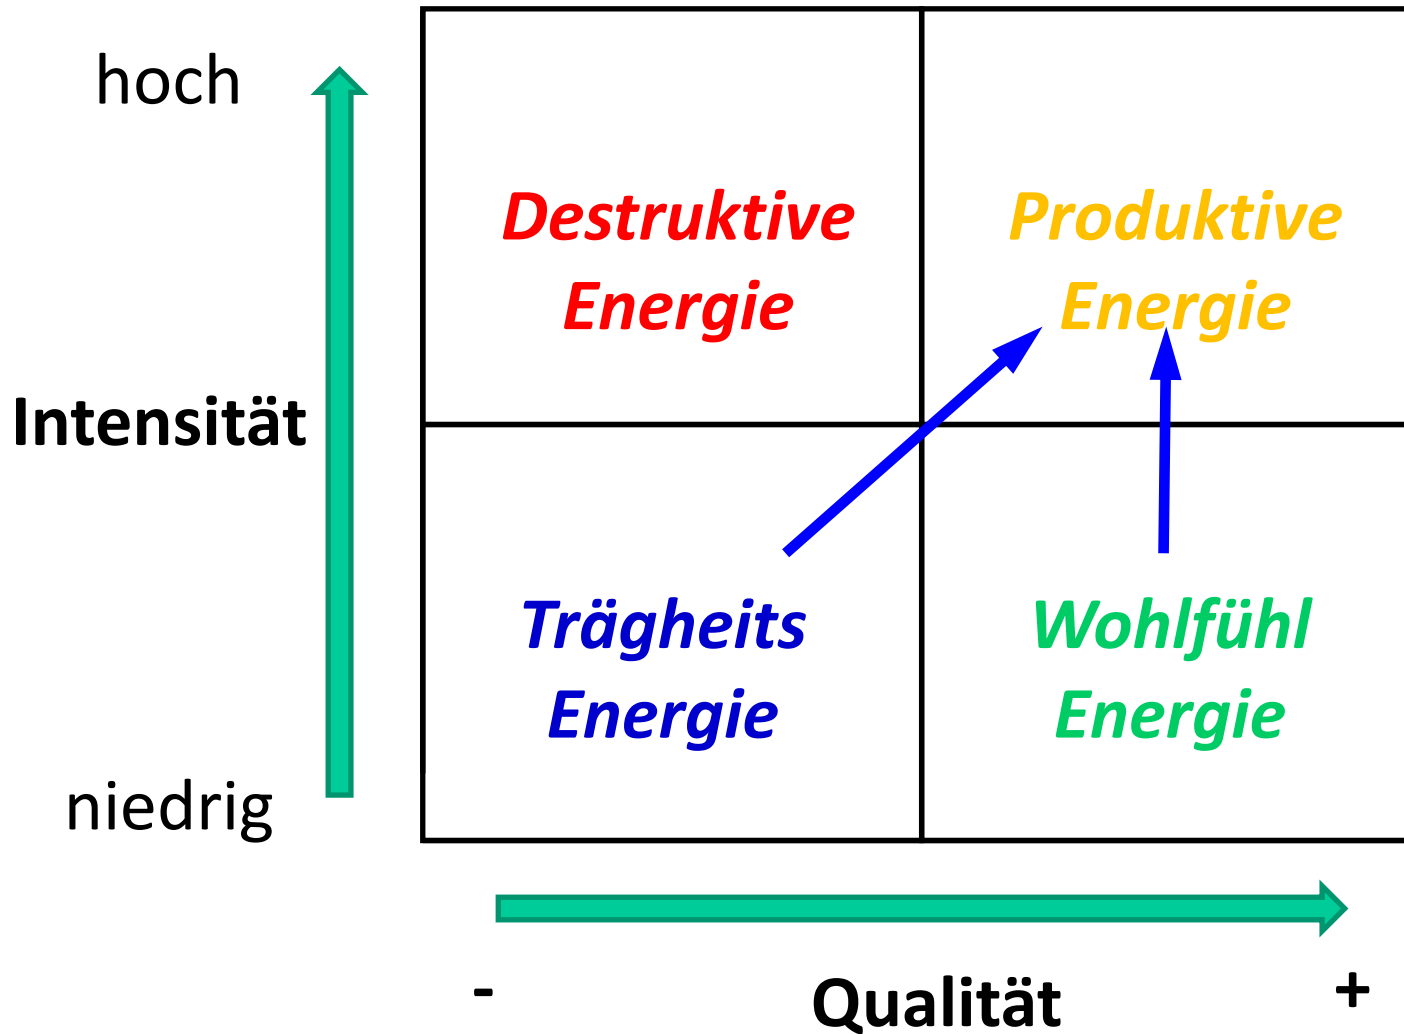 hoch
Destruktive
Energie
Produktive
Energie
Intensität
Trägheits
Energie
Wohlfühl
Energie
niedrig
-
Qualität
+